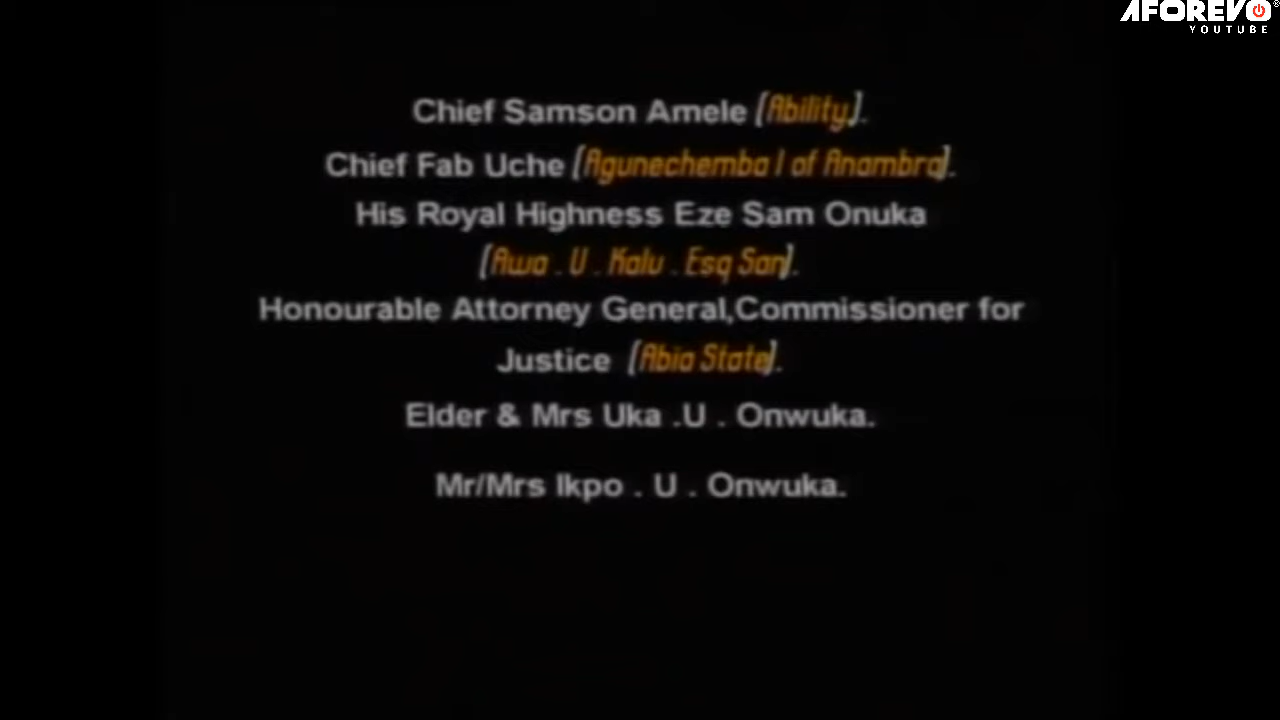 AFOREVO
YOUTUBE
Chief Samson Amele [Ability].
Chief Fab Uche [Agunechemba I of Anambra].
His Royal Highness Eze Sam Onuka
[Awa . U . Kalu . Esq San].
Honourable Attorney General,Commissioner for
Justice [Abia State].
Elder & Mrs Uka .U . Onwuka.
Mr/Mrs Ikpo . U . Onwuka.